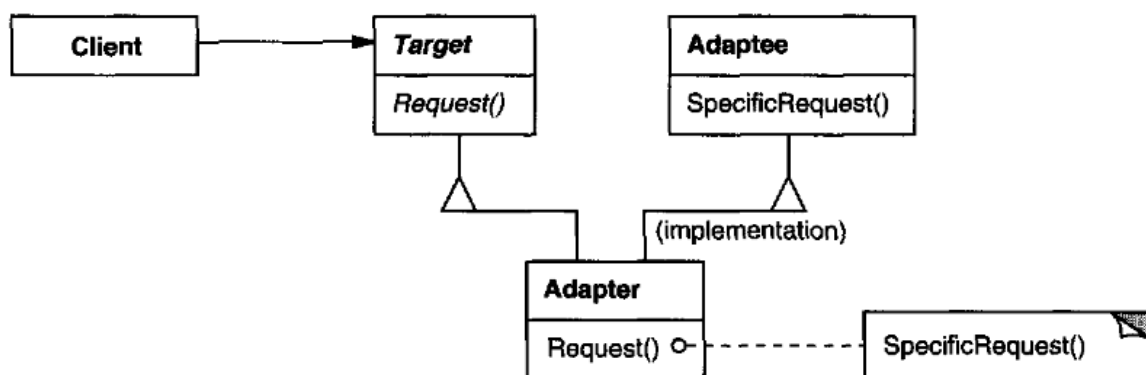 Client
Target
Adaptee
Request()
SpecificRequest()
(implementation)
Adapter
Request()
SpecificRequest()